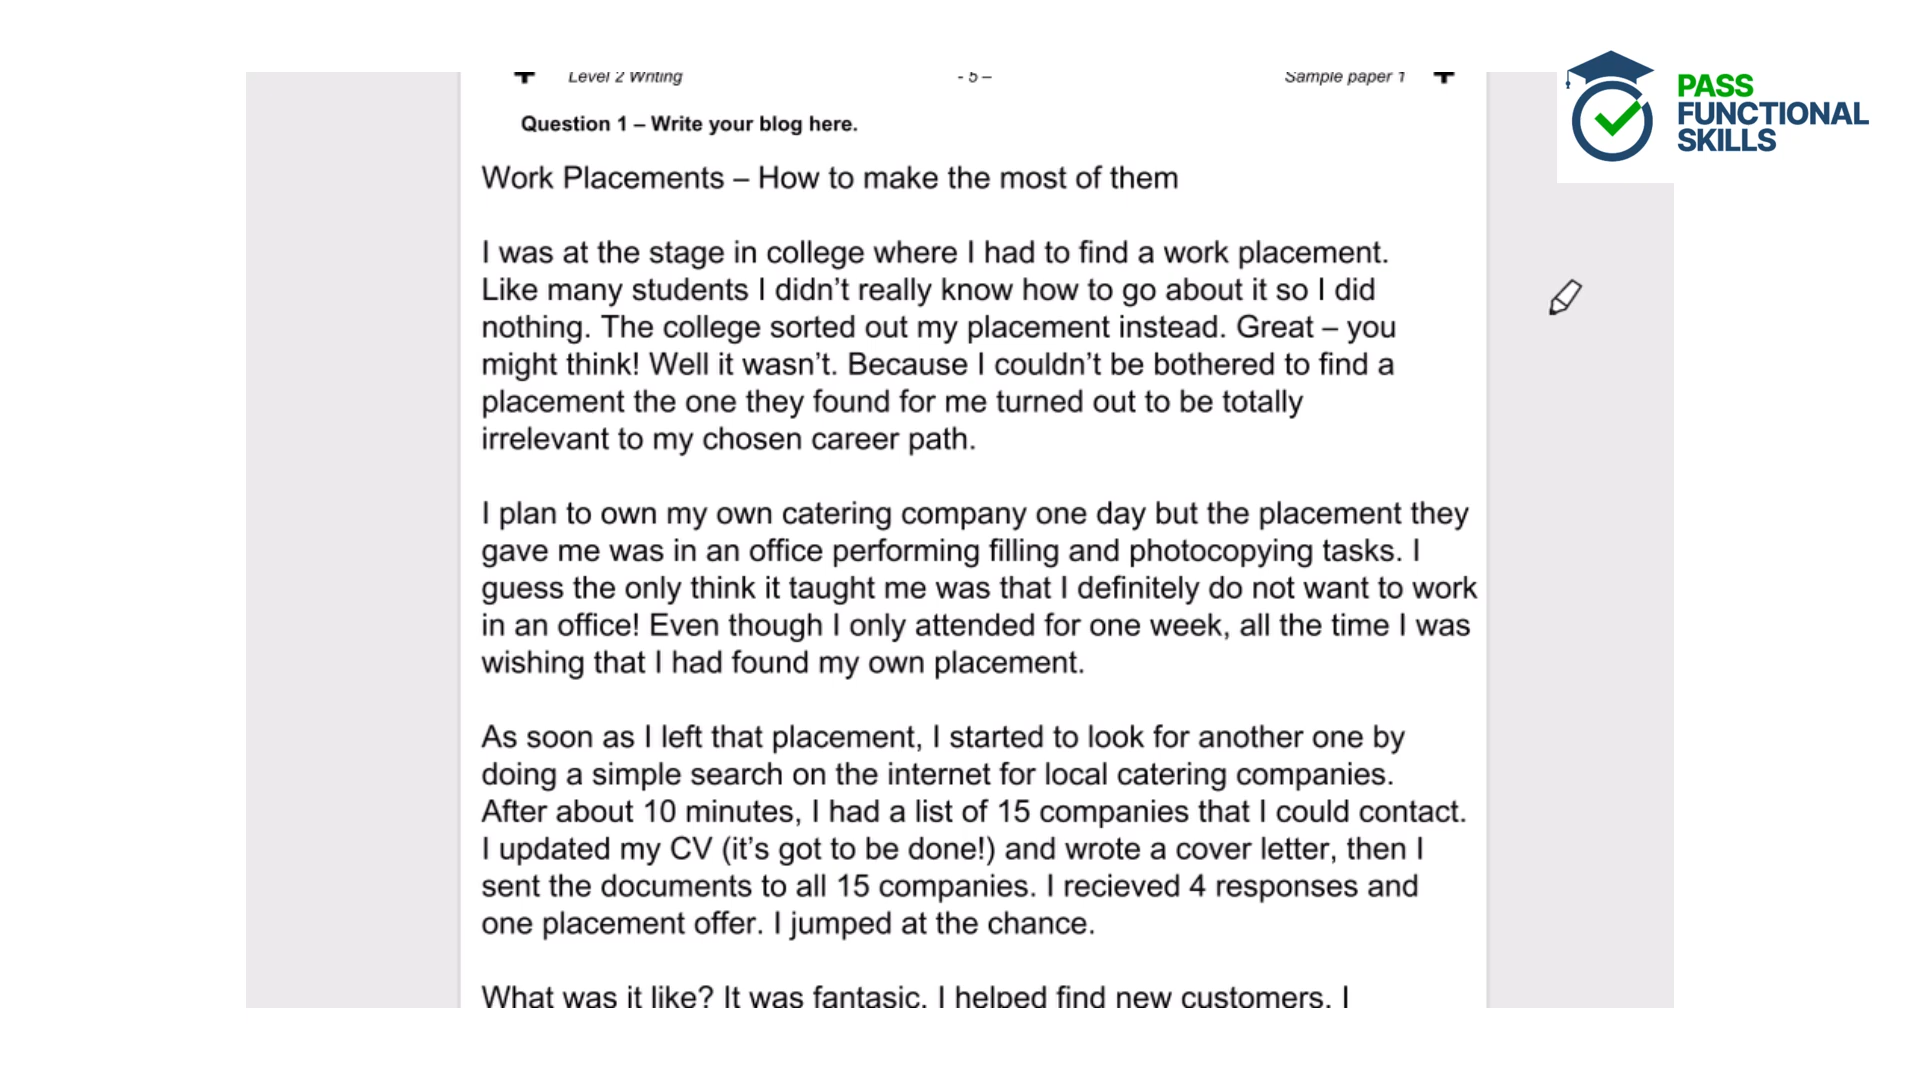 Level 2 Writing - 5 – Sample paper 1
PASS
FUNCTIONAL
SKILLS
Question 1 – Write your blog here.
Work Placements – How to make the most of them
I was at the stage in college where I had to find a work placement.
Like many students I didn’t really know how to go about it so I did
nothing. The college sorted out my placement instead. Great – you
might think! Well it wasn’t. Because I couldn’t be bothered to find a
placement the one they found for me turned out to be totally
irrelevant to my chosen career path.
I plan to own my own catering company one day but the placement they
gave me was in an office performing filling and photocopying tasks. I
guess the only think it taught me was that I definitely do not want to work
in an office! Even though I only attended for one week, all the time I was
wishing that I had found my own placement.
As soon as I left that placement, I started to look for another one by
doing a simple search on the internet for local catering companies.
After about 10 minutes, I had a list of 15 companies that I could contact.
I updated my CV (it’s got to be done!) and wrote a cover letter, then I
sent the documents to all 15 companies. I recieved 4 responses and
one placement offer. I jumped at the chance.
What was it like? It was fantasic. I helped find new customers. I